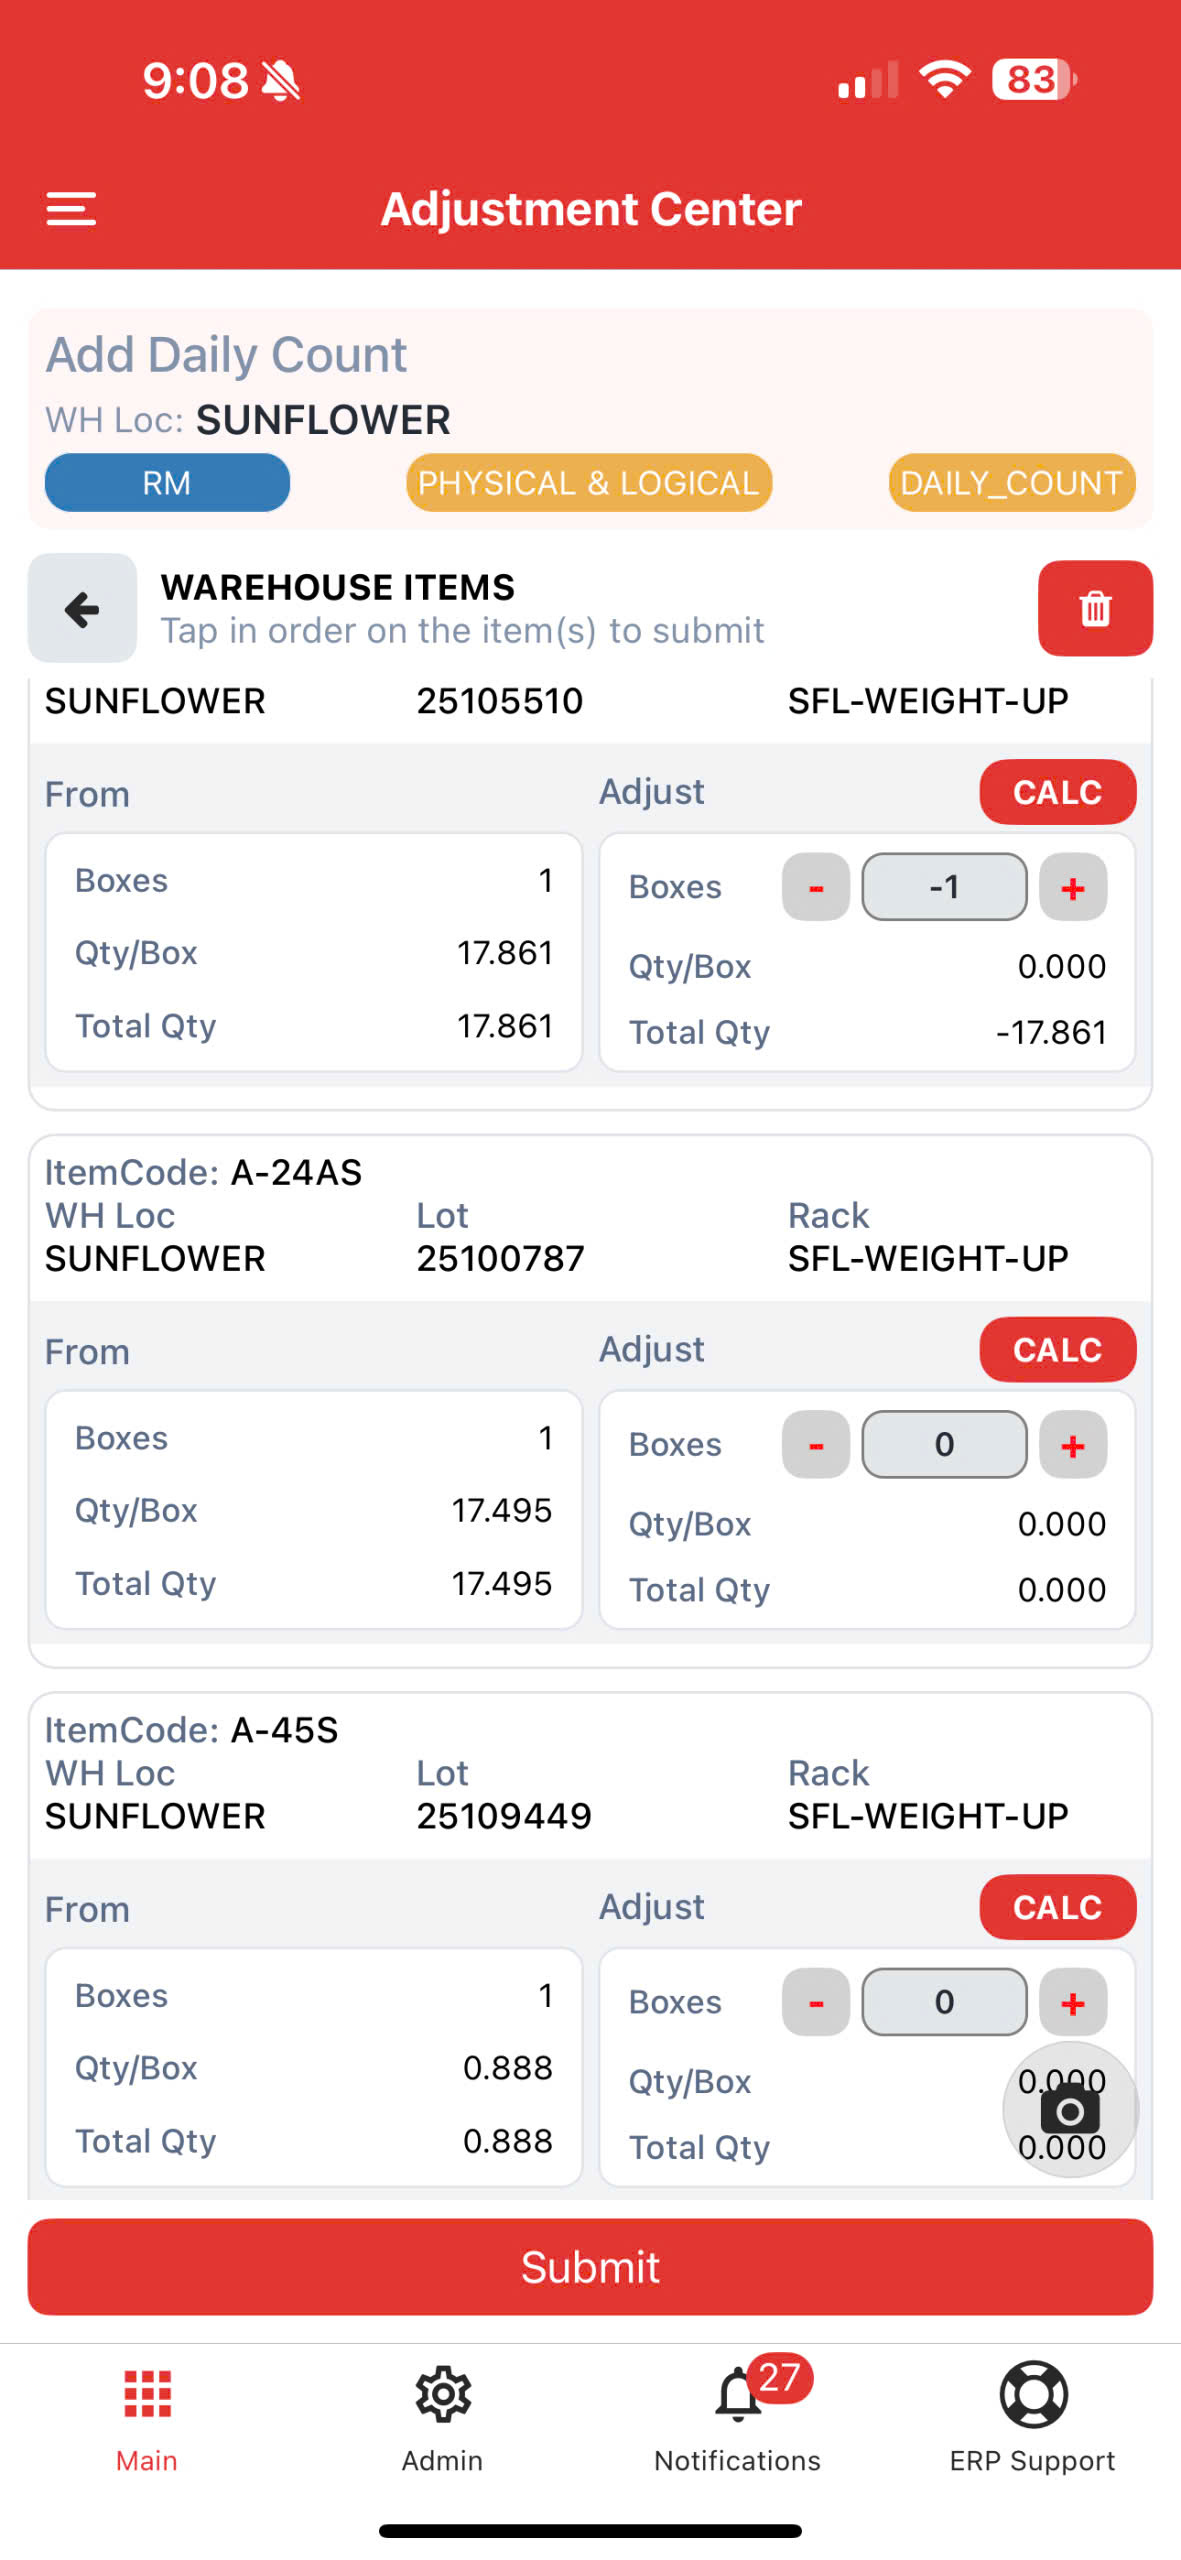 9:08
83
Adjustment Center
Add Daily Count
WH Loc: SUNFLOWER
RM PHYSICAL & LOGICAL DAILY_COUNT
WAREHOUSE ITEMS
Tap in order on the item(s) to submit
SUNFLOWER 25105510 SFL-WEIGHT-UP
From Adjust CALC
Boxes 1 Boxes - -1 +
Qty/Box 17.861 Qty/Box 0.000
Total Qty 17.861 Total Qty -17.861
ItemCode: A-24AS
WH Loc Lot Rack
SUNFLOWER 25100787 SFL-WEIGHT-UP
From Adjust CALC
Boxes 1 Boxes - 0 +
Qty/Box 17.495 Qty/Box 0.000
Total Qty 17.495 Total Qty 0.000
ItemCode: A-45S
WH Loc Lot Rack
SUNFLOWER 25109449 SFL-WEIGHT-UP
From Adjust CALC
Boxes 1 Boxes - 0 +
Qty/Box 0.888 Qty/Box 0.000
Total Qty 0.888 Total Qty 0.000
Submit
27
Main Admin Notifications ERP Support